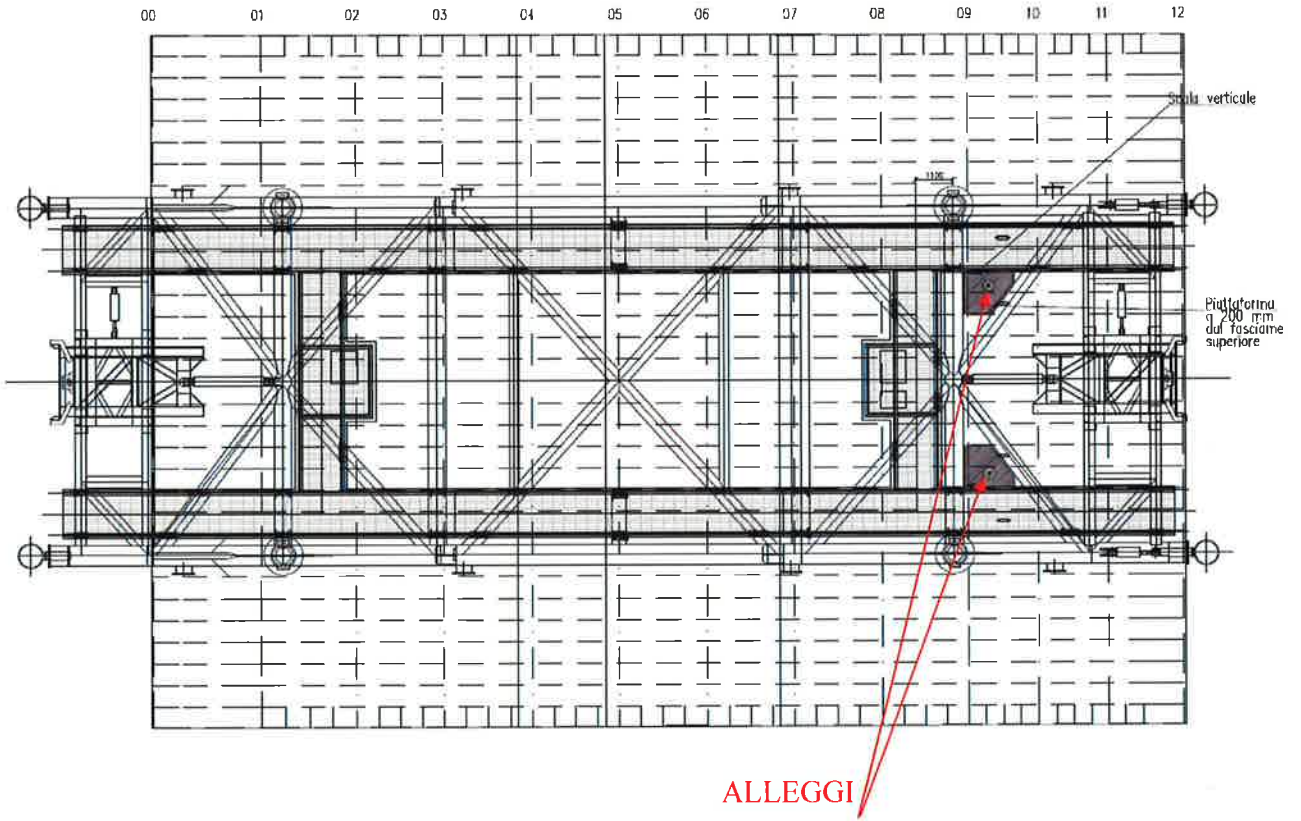 00 01 02 03 04 05 06 07 08 09 10 11 12
Scala verticale
1100
Piattaforma
a 200 mm
dal fasciame
superiore
ALLEGGI